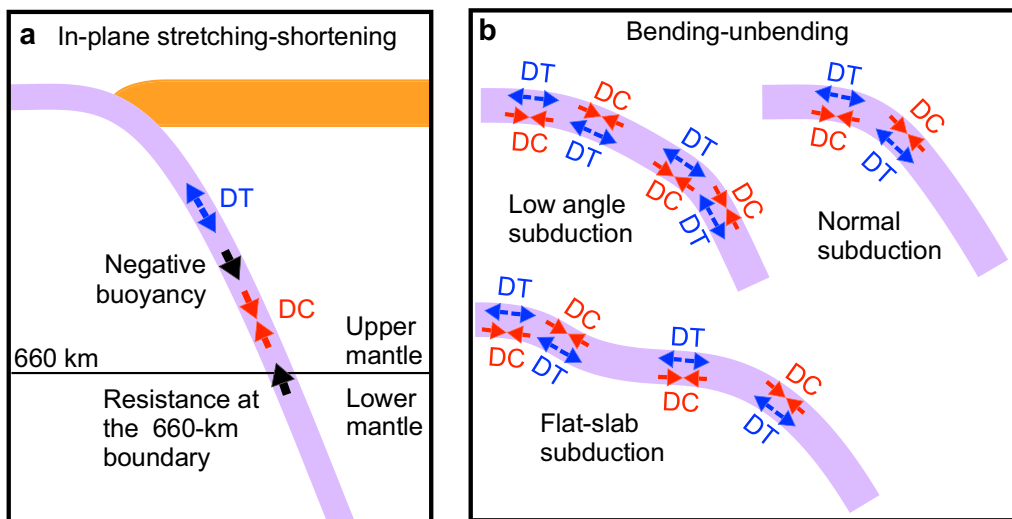 a In-plane stretching-shortening
DT
Negative
buoyancy
DC
Upper
mantle
660 km
Lower
mantle
Resistance at
the 660-km
boundary
b Bending-unbending
DT
DC
DC
DT
DT
DC
DC
DT
Low angle
subduction
DT
DC
DC
DT
Normal
subduction
DT
DC
DC
DT
DT
DC
DC
DT
Flat-slab
subduction